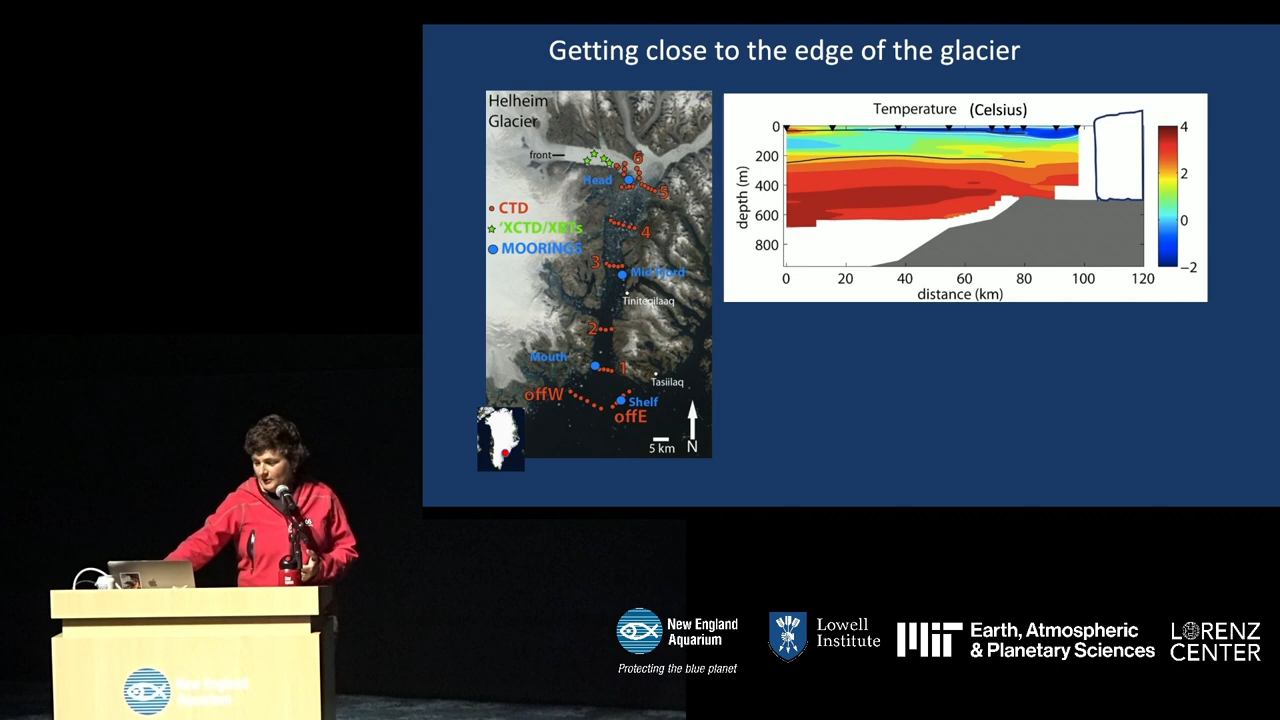 Getting close to the edge of the glacier
Helheim
Glacier
front
Head
6
5
CTD
XCTD/XBTs
MOORINGS
4
3
Mid-fjord
Tiniteqilaaq
2
Mouth
1
Tasiilaq
offW
Shelf
offE
5 km
N
Temperature (Celsius)
0
200
400
600
800
depth (m)
0 20 40 60 80 100 120
distance (km)
4
2
0
−2
New England
Aquarium
Protecting the blue planet
Lowell
Institute
MIT
Earth, Atmospheric
& Planetary Sciences
LORENZ
CENTER
New England
Aquarium